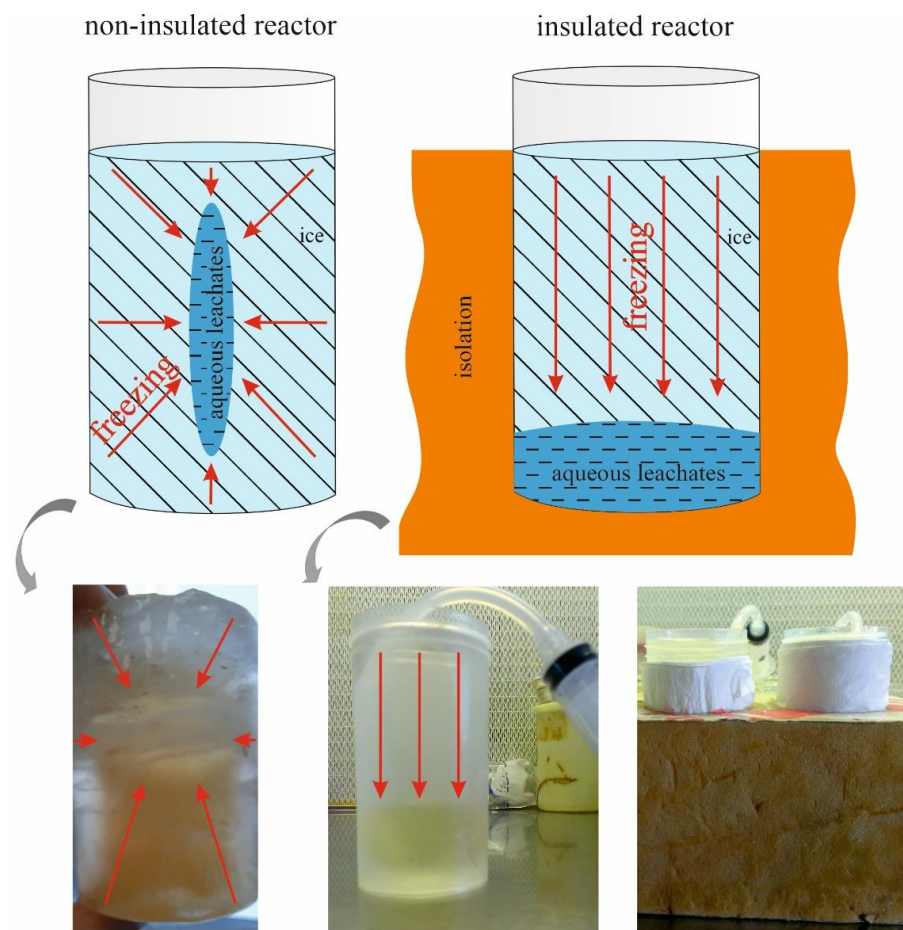 non-insulated reactor
insulated reactor
ice
aqueous leachates
freezing
isolation
freezing
ice
aqueous leachates